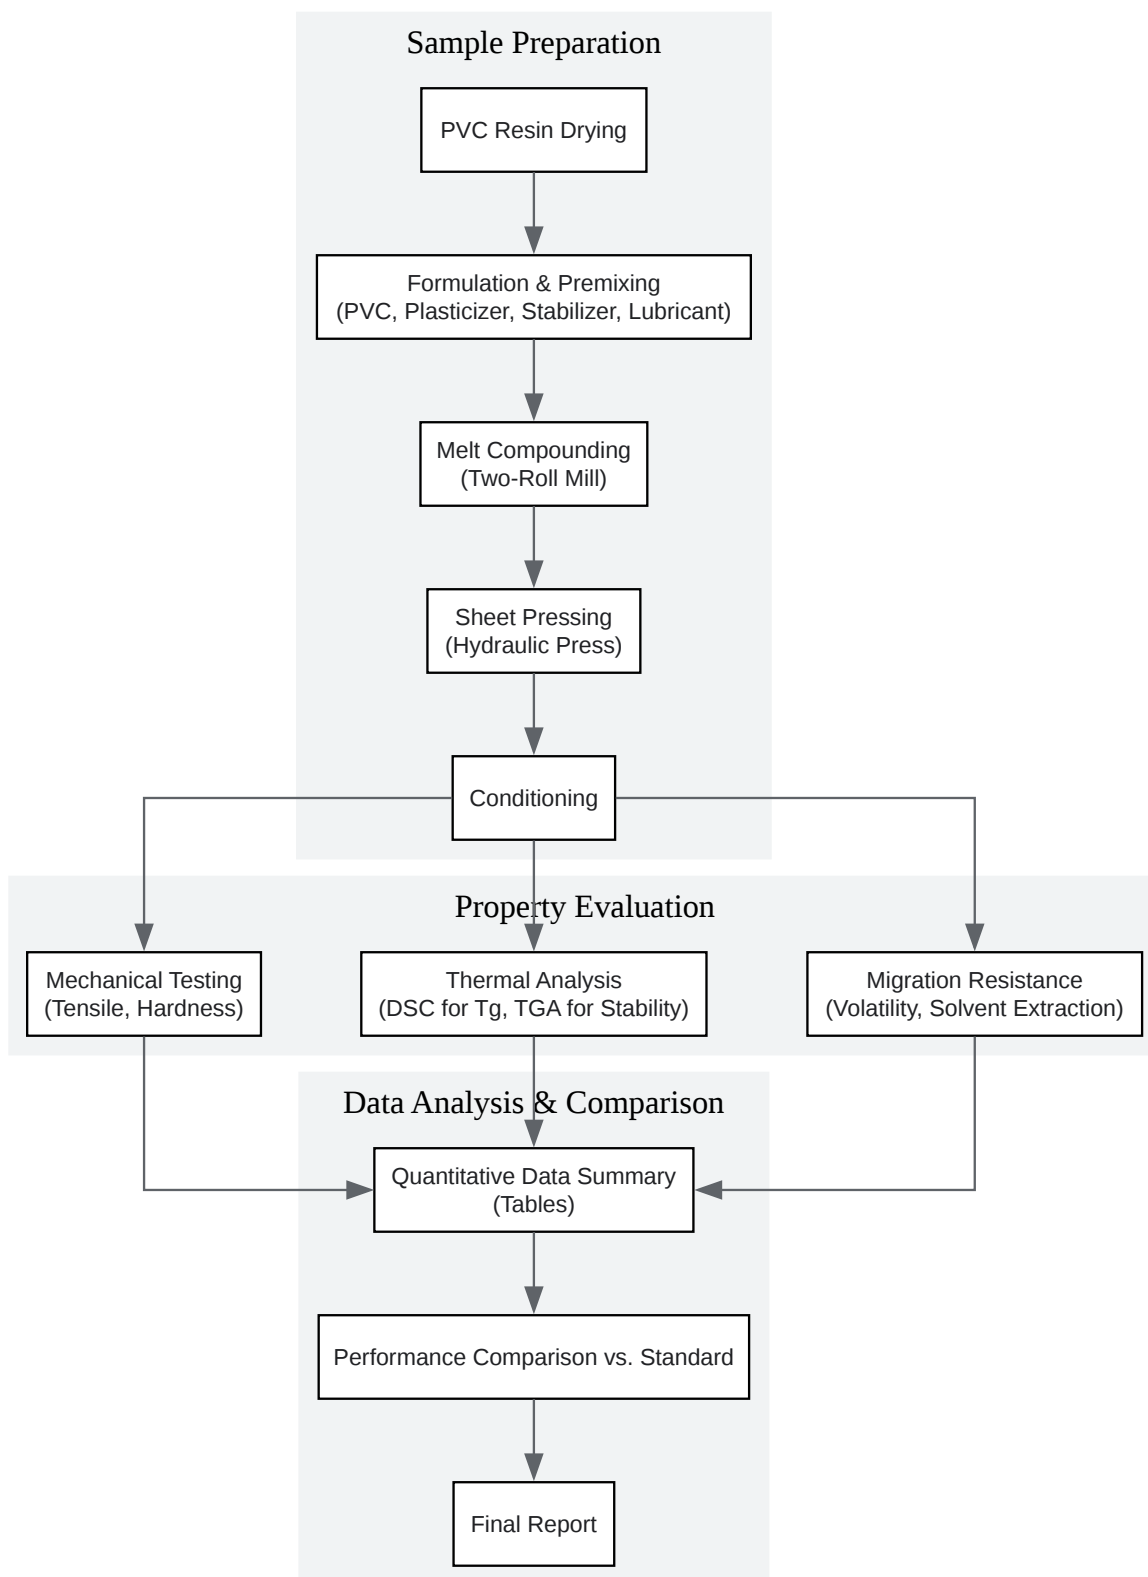 Sample Preparation
PVC Resin Drying
Formulation & Premixing
(PVC, Plasticizer, Stabilizer, Lubricant)
Melt Compounding
(Two-Roll Mill)
Sheet Pressing
(Hydraulic Press)
Conditioning
Property Evaluation
Mechanical Testing
(Tensile, Hardness)
Thermal Analysis
(DSC for Tg, TGA for Stability)
Migration Resistance
(Volatility, Solvent Extraction)
Data Analysis & Comparison
Quantitative Data Summary
(Tables)
Performance Comparison vs. Standard
Final Report